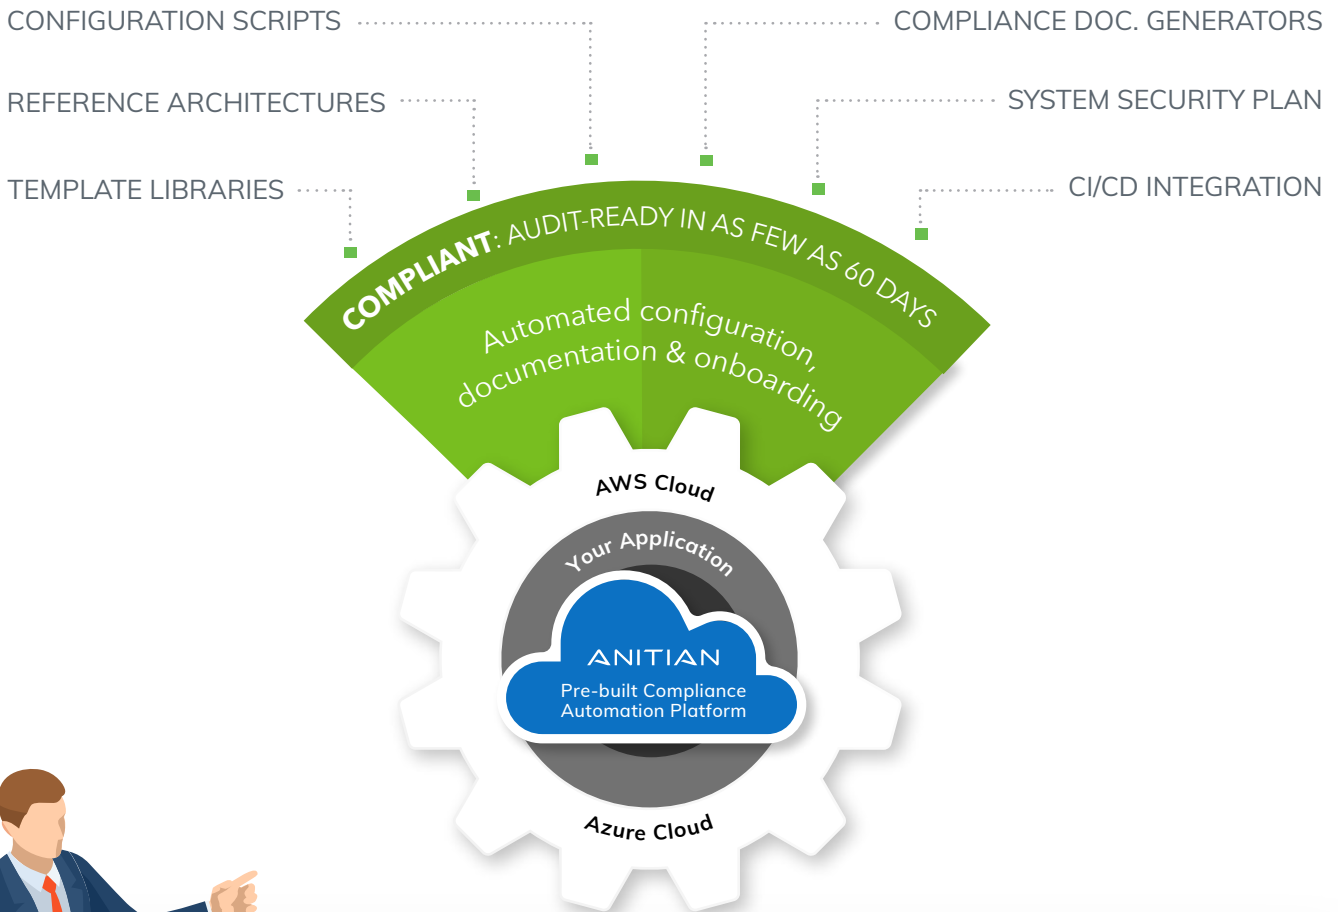 CONFIGURATION SCRIPTS
COMPLIANCE DOC. GENERATORS
REFERENCE ARCHITECTURES
SYSTEM SECURITY PLAN
TEMPLATE LIBRARIES
CI/CD INTEGRATION
COMPLIANT: AUDIT-READY IN AS FEW AS 60 DAYS
Automated configuration,
documentation & onboarding
AWS Cloud
Your Application
ANITIAN
Pre-built Compliance
Automation Platform
Azure Cloud